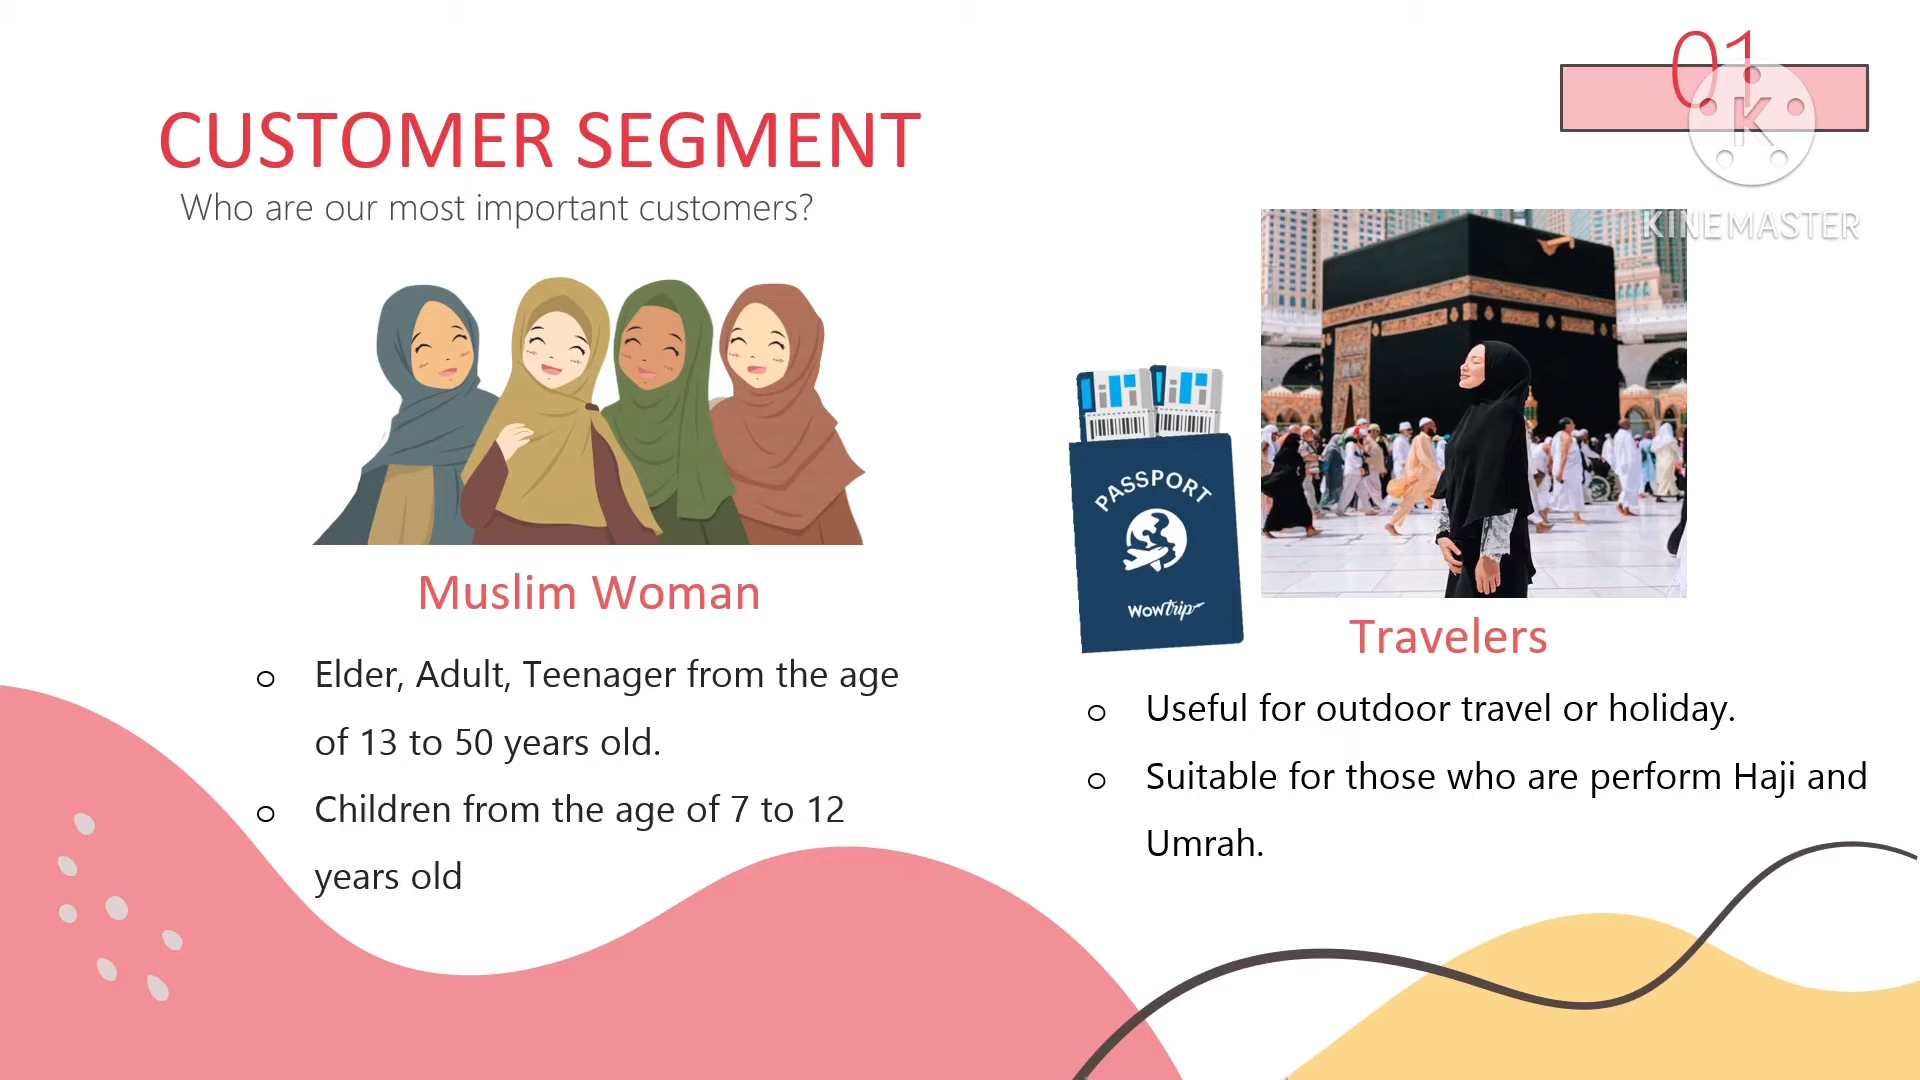 01
KINEMASTER
CUSTOMER SEGMENT
Who are our most important customers?
Muslim Woman
o Elder, Adult, Teenager from the age
of 13 to 50 years old.
o Children from the age of 7 to 12
years old
PASSPORT
WOWtrip
Travelers
o Useful for outdoor travel or holiday.
o Suitable for those who are perform Haji and
Umrah.